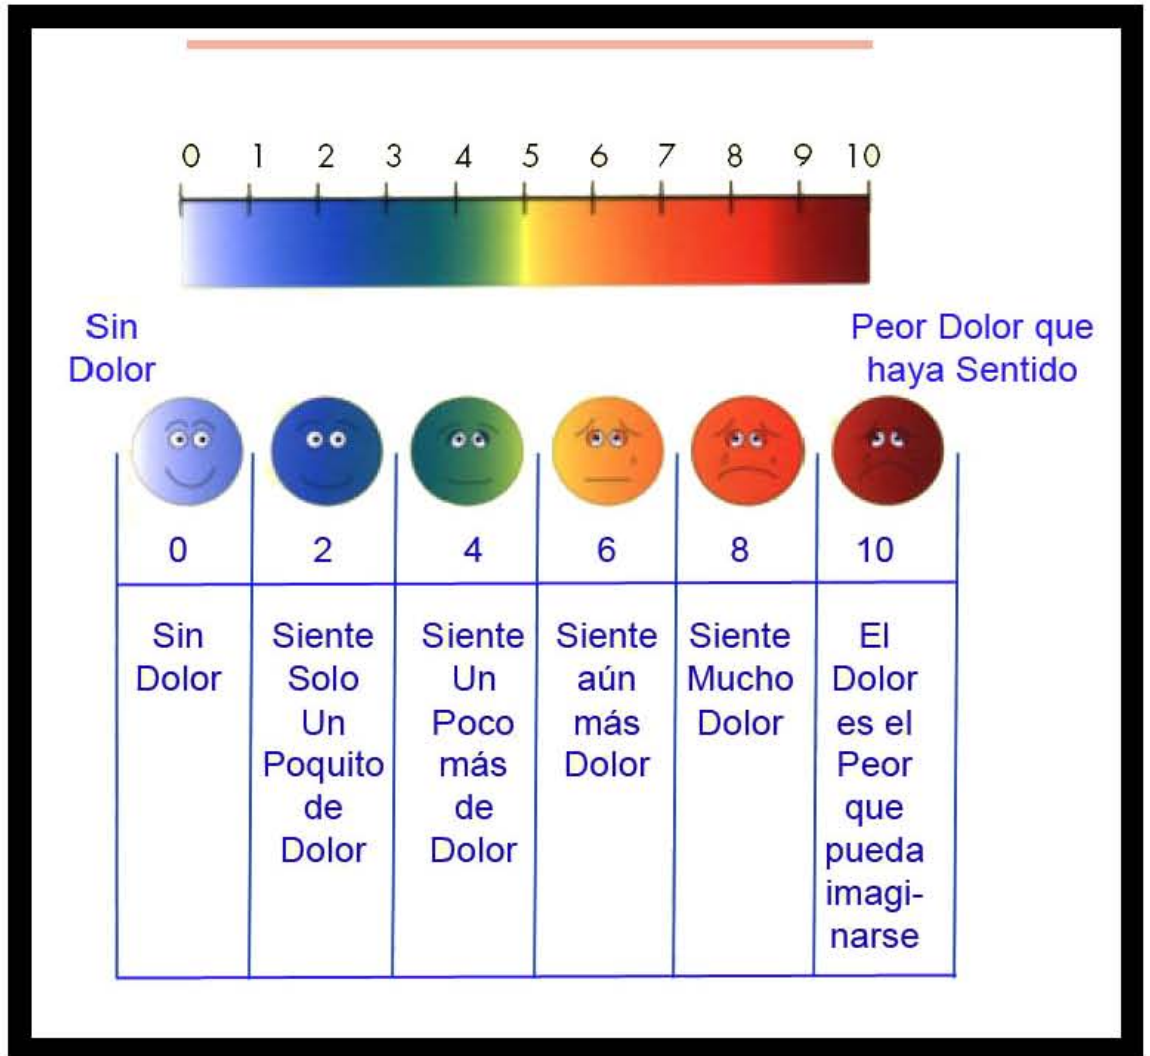 0 1 2 3 4 5 6 7 8 9 10
Sin
Dolor
Peor Dolor que
haya Sentido
0 2 4 6 8 10
Sin
Dolor
Siente
Solo
Un
Poquito
de
Dolor
Siente
Un
Poco
más
de
Dolor
Siente
aún
más
Dolor
Siente
Mucho
Dolor
El
Dolor
es el
Peor
que
pueda
imagi-
narse